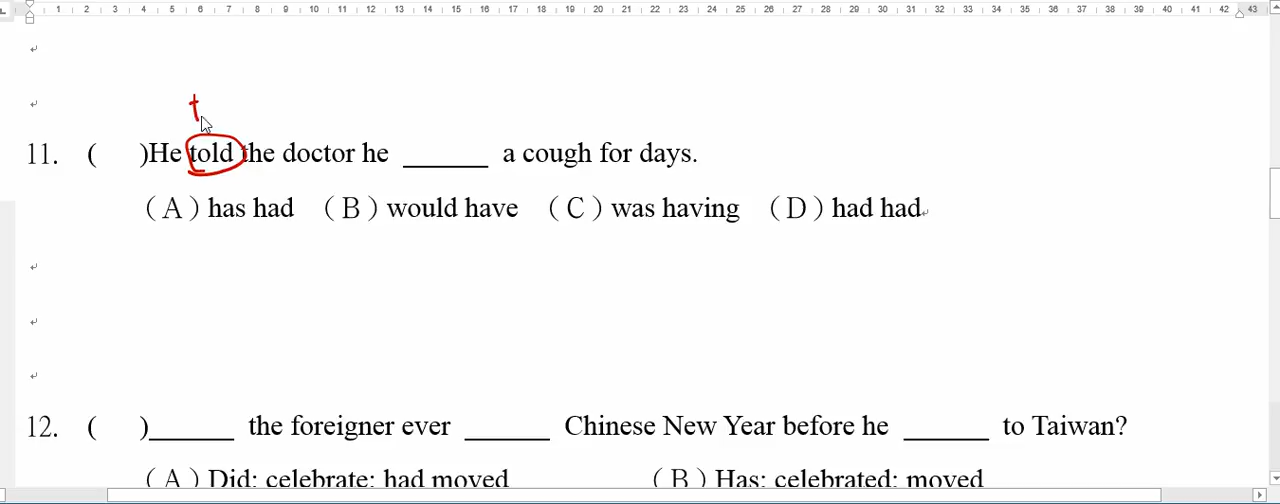 1 2 3 4 5 6 7 8 9 10 11 12 13 14 15 16 17 18 19 20 21 22 23 24 25 26 27 28 29 30 31 32 33 34 35 36 37 38 39 40 41 42 43
t
11. ( )He told the doctor he ______ a cough for days.
（A）has had （B）would have （C）was having （D）had had
12. ( )______ the foreigner ever ______ Chinese New Year before he ______ to Taiwan?
（A）Did; celebrate; had moved （B）Has; celebrated; moved